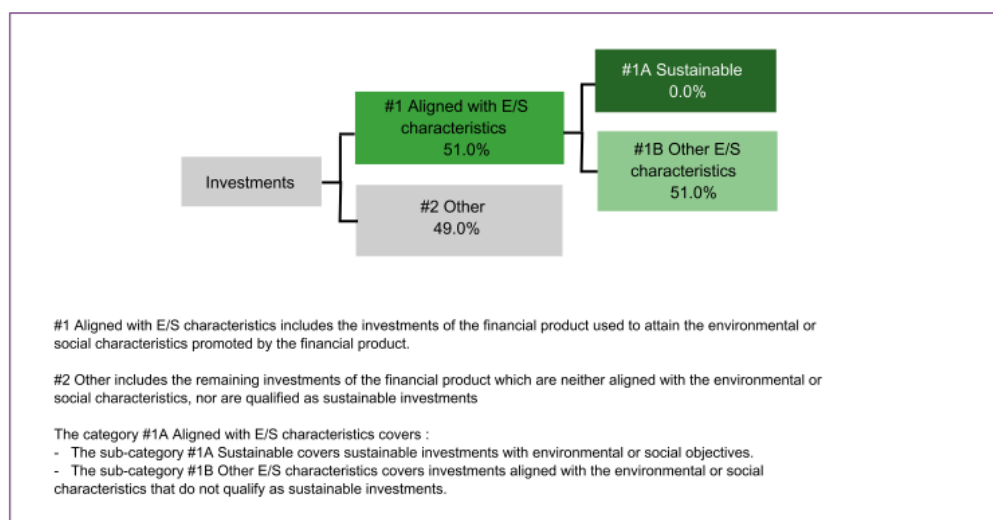 #1A Sustainable
0.0%
#1 Aligned with E/S
characteristics
51.0%
#1B Other E/S
characteristics
51.0%
Investments
#2 Other
49.0%
#1 Aligned with E/S characteristics includes the investments of the financial product used to attain the environmental or
social characteristics promoted by the financial product.
#2 Other includes the remaining investments of the financial product which are neither aligned with the environmental or
social characteristics, nor are qualified as sustainable investments
The category #1A Aligned with E/S characteristics covers :
- The sub-category #1A Sustainable covers sustainable investments with environmental or social objectives.
- The sub-category #1B Other E/S characteristics covers investments aligned with the environmental or social
characteristics that do not qualify as sustainable investments.